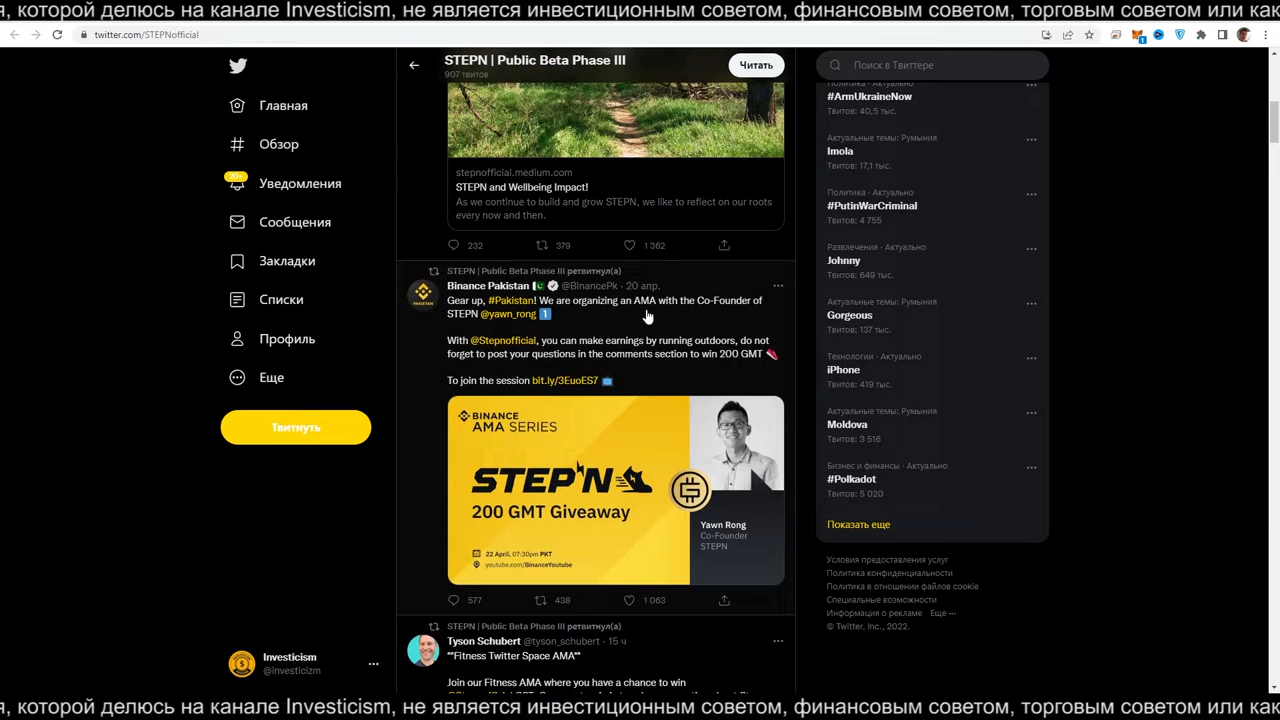 я, которой делюсь на канале Investicism, не является инвестиционным советом, финансовым советом, торговым советом или как
twitter.com/STEPNofficial
1
STEPN | Public Beta Phase III
907 твитов
Читать
Поиск в Твиттере
20+
Главная
Обзор
Уведомления
Сообщения
Закладки
Списки
Профиль
Еще
Твитнуть
Investicism
@investicizm
stepnofficial.medium.com
STEPN and Wellbeing Impact!
As we continue to build and grow STEPN, we like to reflect on our roots
every now and then.
232 379 1 362
STEPN | Public Beta Phase III ретвитнул(а)
Binance Pakistan @BinancePk · 20 апр.
Gear up, #Pakistan! We are organizing an AMA with the Co-Founder of
STEPN @yawn_rong 1
With @Stepnofficial, you can make earnings by running outdoors, do not
forget to post your questions in the comments section to win 200 GMT
To join the session bit.ly/3EuoES7
PAKISTAN
BINANCE
AMA SERIES
STEP'N
200 GMT Giveaway
22 April, 07:30pm PKT
youtube.com/BinanceYoutube
Yawn Rong
Co-Founder
STEPN
577 438 1 063
STEPN | Public Beta Phase III ретвитнул(а)
Tyson Schubert @tyson_schubert · 15 ч
"Fitness Twitter Space AMA"
Join our Fitness AMA where you have a chance to win
Политика · Актуально
#ArmUkraineNow
Твитов: 40,5 тыс.
Актуальные темы: Румыния
Imola
Твитов: 17,1 тыс.
Политика · Актуально
#PutinWarCriminal
Твитов: 4 755
Развлечения · Актуально
Johnny
Твитов: 649 тыс.
Актуальные темы: Румыния
Gorgeous
Твитов: 137 тыс.
Технологии · Актуально
iPhone
Твитов: 419 тыс.
Актуальные темы: Румыния
Moldova
Твитов: 3 516
Бизнес и финансы · Актуально
#Polkadot
Твитов: 5 020
Показать еще
Условия предоставления услуг
Политика конфиденциальности
Политика в отношении файлов cookie
Специальные возможности
Информация о рекламе Еще ···
© Twitter, Inc., 2022.
я, которой делюсь на канале Investicism, не является инвестиционным советом, финансовым советом, торговым советом или как